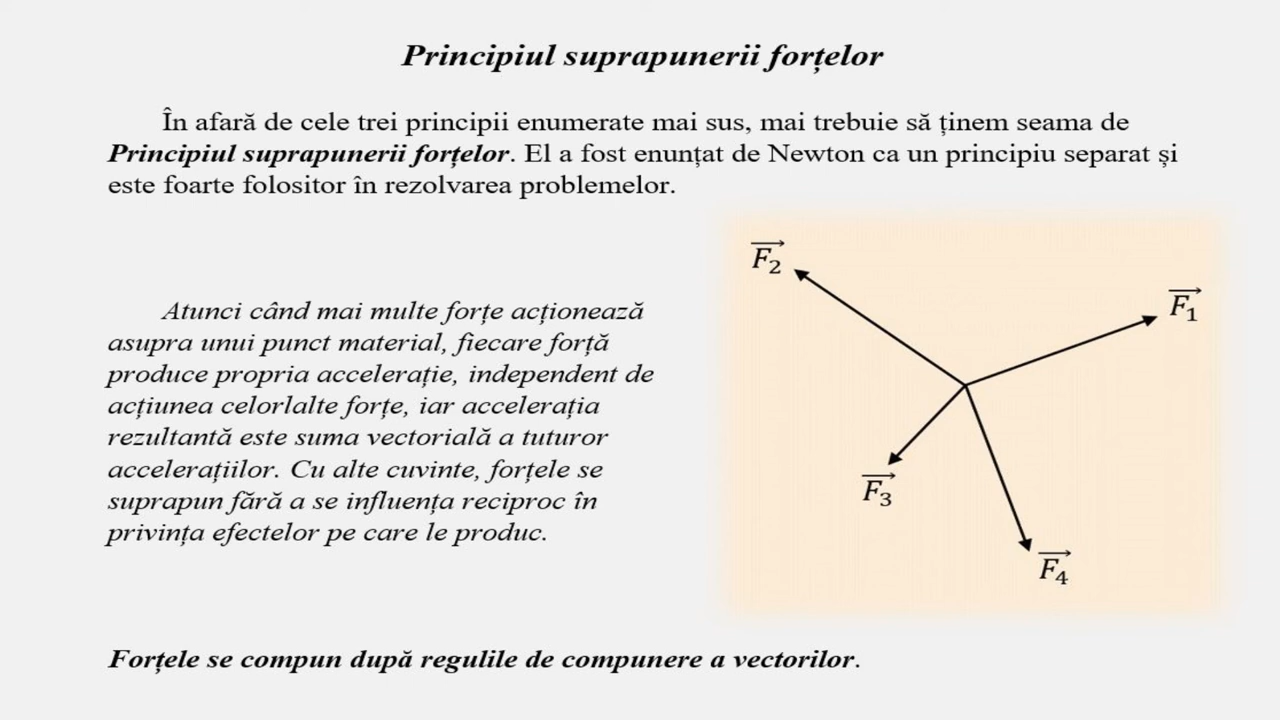 Principiul suprapunerii forțelor
În afară de cele trei principii enumerate mai sus, mai trebuie să ținem seama de
Principiul suprapunerii forțelor. El a fost enunțat de Newton ca un principiu separat și
este foarte folositor în rezolvarea problemelor.
Atunci când mai multe forțe acționează
asupra unui punct material, fiecare forță
produce propria accelerație, independent de
acțiunea celorlalte forțe, iar accelerația
rezultantă este suma vectorială a tuturor
accelerațiilor. Cu alte cuvinte, forțele se
suprapun fără a se influența reciproc în
privința efectelor pe care le produc.
F⃗₂
F⃗₁
F⃗₃
F⃗₄
Forțele se compun după regulile de compunere a vectorilor.